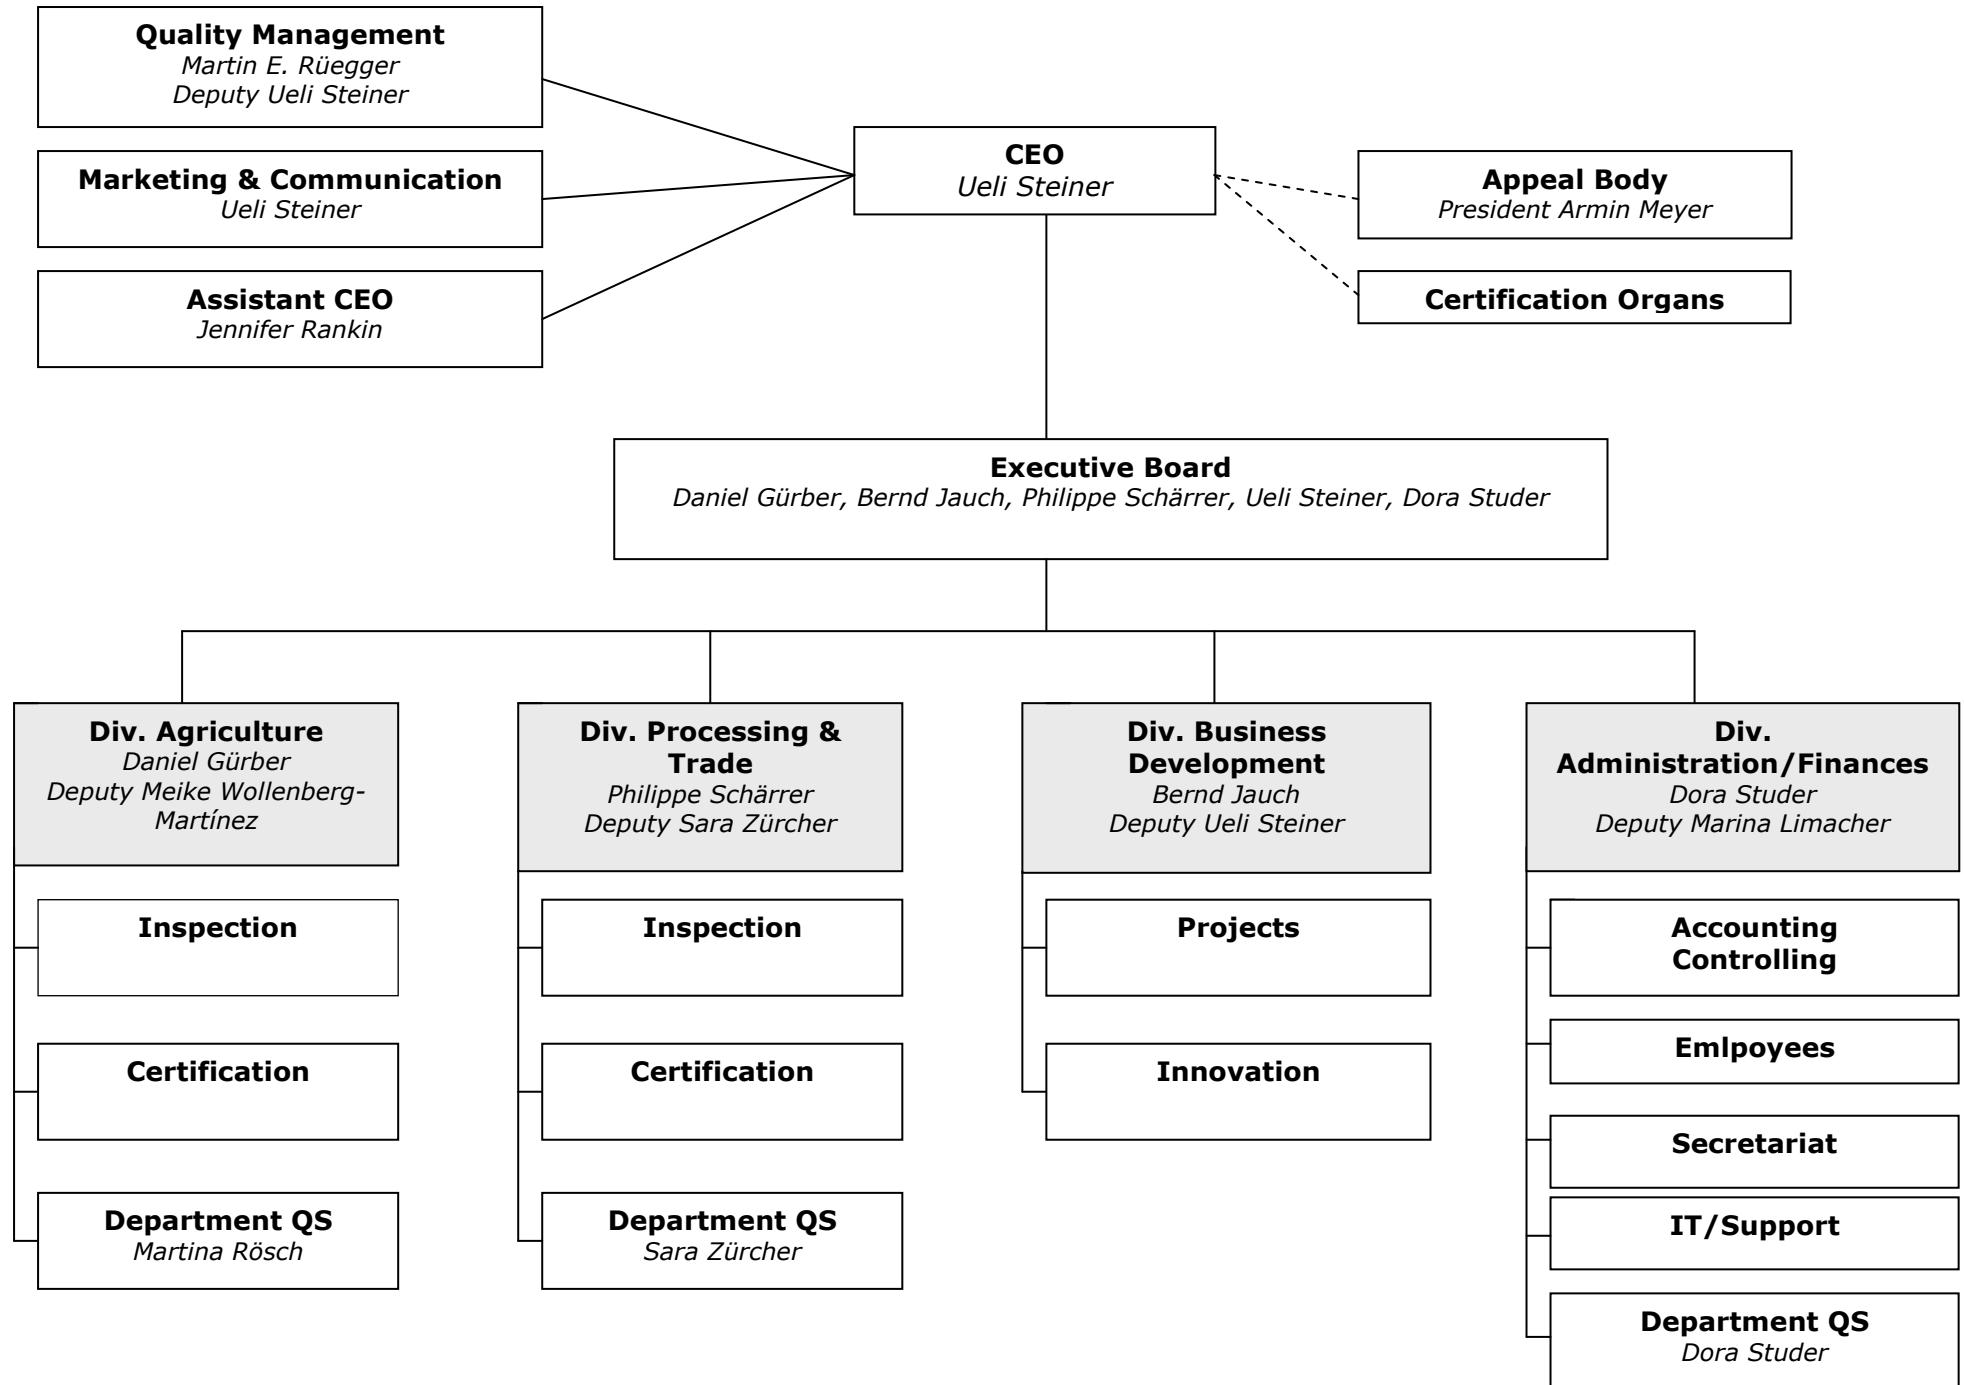 Quality Management
Martin E. Rüegger
Deputy Ueli Steiner
Marketing & Communication
Ueli Steiner
Assistant CEO
Jennifer Rankin
CEO
Ueli Steiner
Appeal Body
President Armin Meyer
Certification Organs
Executive Board
Daniel Gürber, Bernd Jauch, Philippe Schärrer, Ueli Steiner, Dora Studer
Div. Agriculture
Daniel Gürber
Deputy Meike Wollenberg-
Martínez
Inspection
Certification
Department QS
Martina Rösch
Div. Processing &
Trade
Philippe Schärrer
Deputy Sara Zürcher
Inspection
Certification
Department QS
Sara Zürcher
Div. Business
Development
Bernd Jauch
Deputy Ueli Steiner
Projects
Innovation
Div.
Administration/Finances
Dora Studer
Deputy Marina Limacher
Accounting
Controlling
Emlpoyees
Secretariat
IT/Support
Department QS
Dora Studer